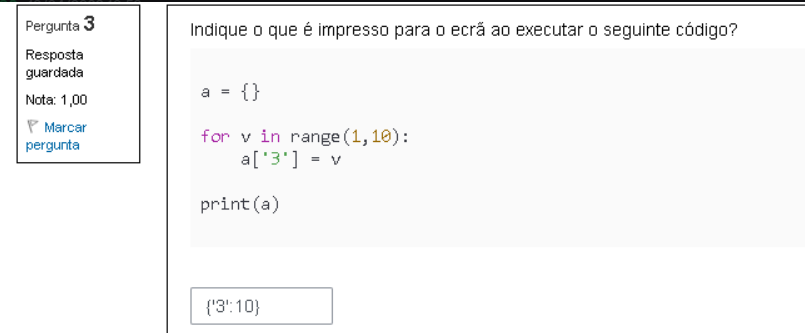 Pergunta 3
Resposta
guardada
Nota: 1,00
Marcar
pergunta
Indique o que é impresso para o ecrã ao executar o seguinte código?
a = {}
for v in range(1,10):
    a['3'] = v
print(a)
{'3':10}